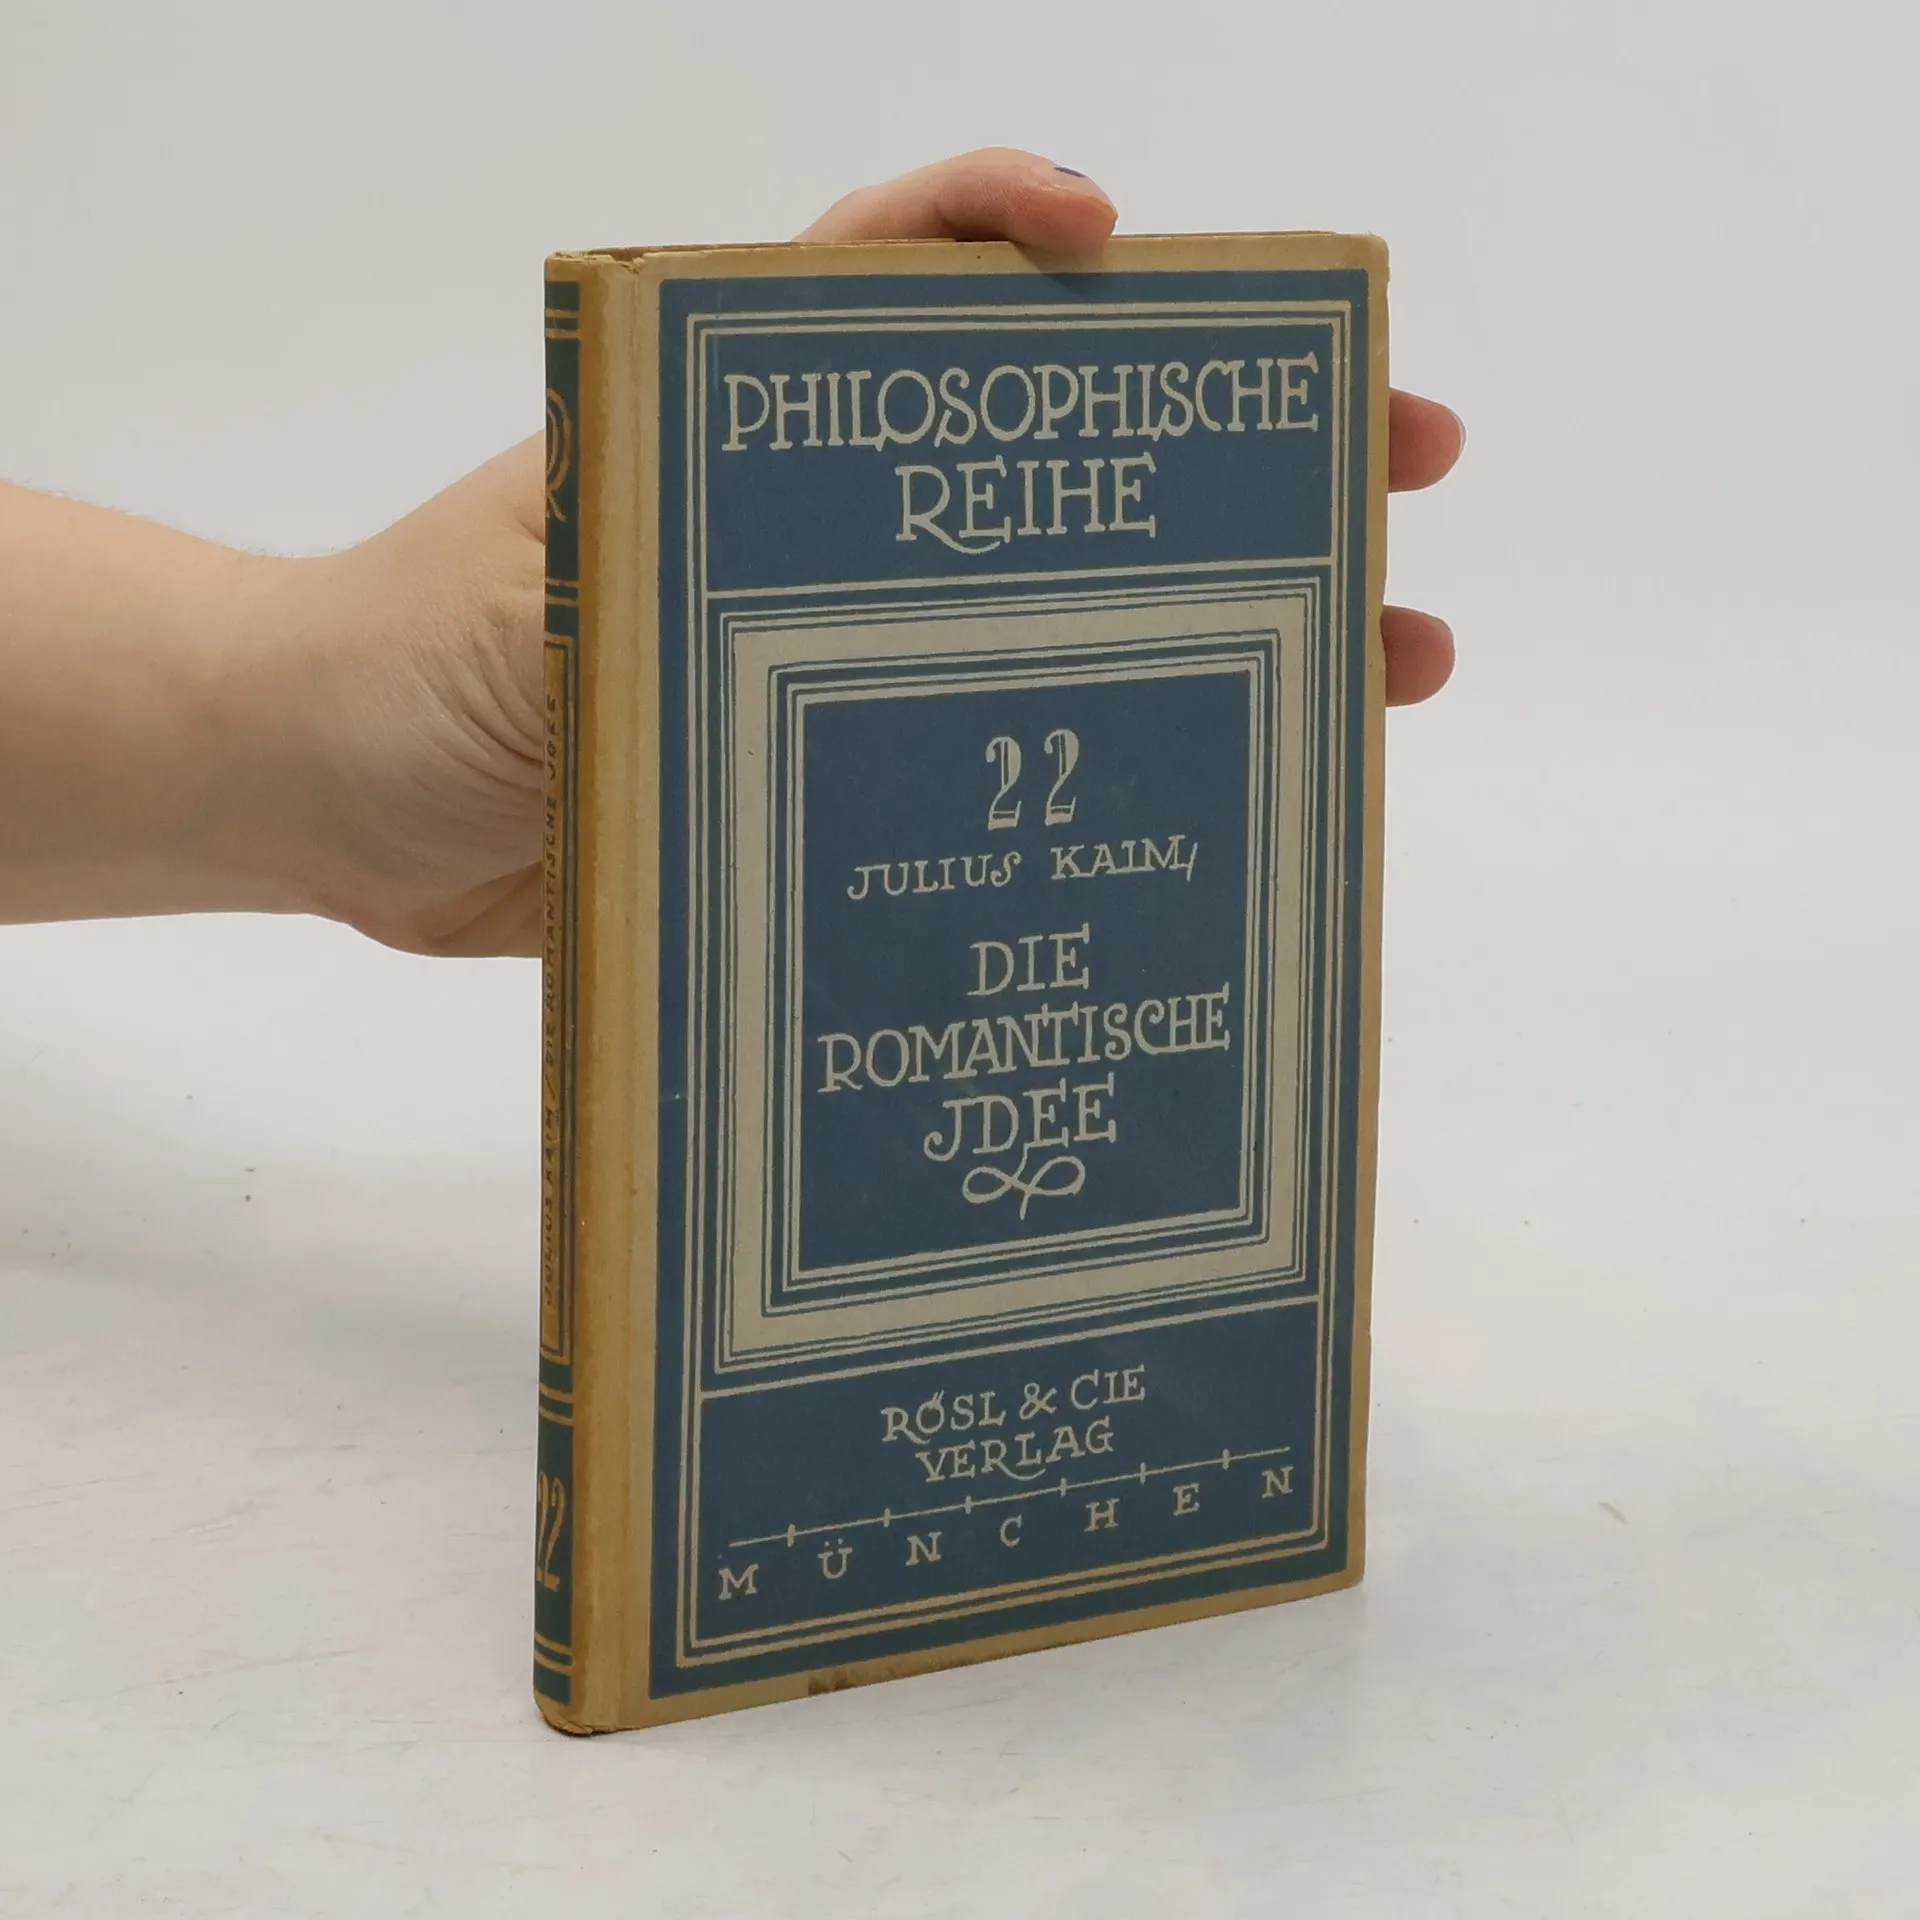 PHILOSOPHISCHE
REIHE
22
JULIUS KAIM/
DIE
ROMANTISCHE
JDEE
RÖSL & CIE
VERLAG
MÜNCHEN
JULIUS KAIM / DIE ROMANTISCHE JDEE
22